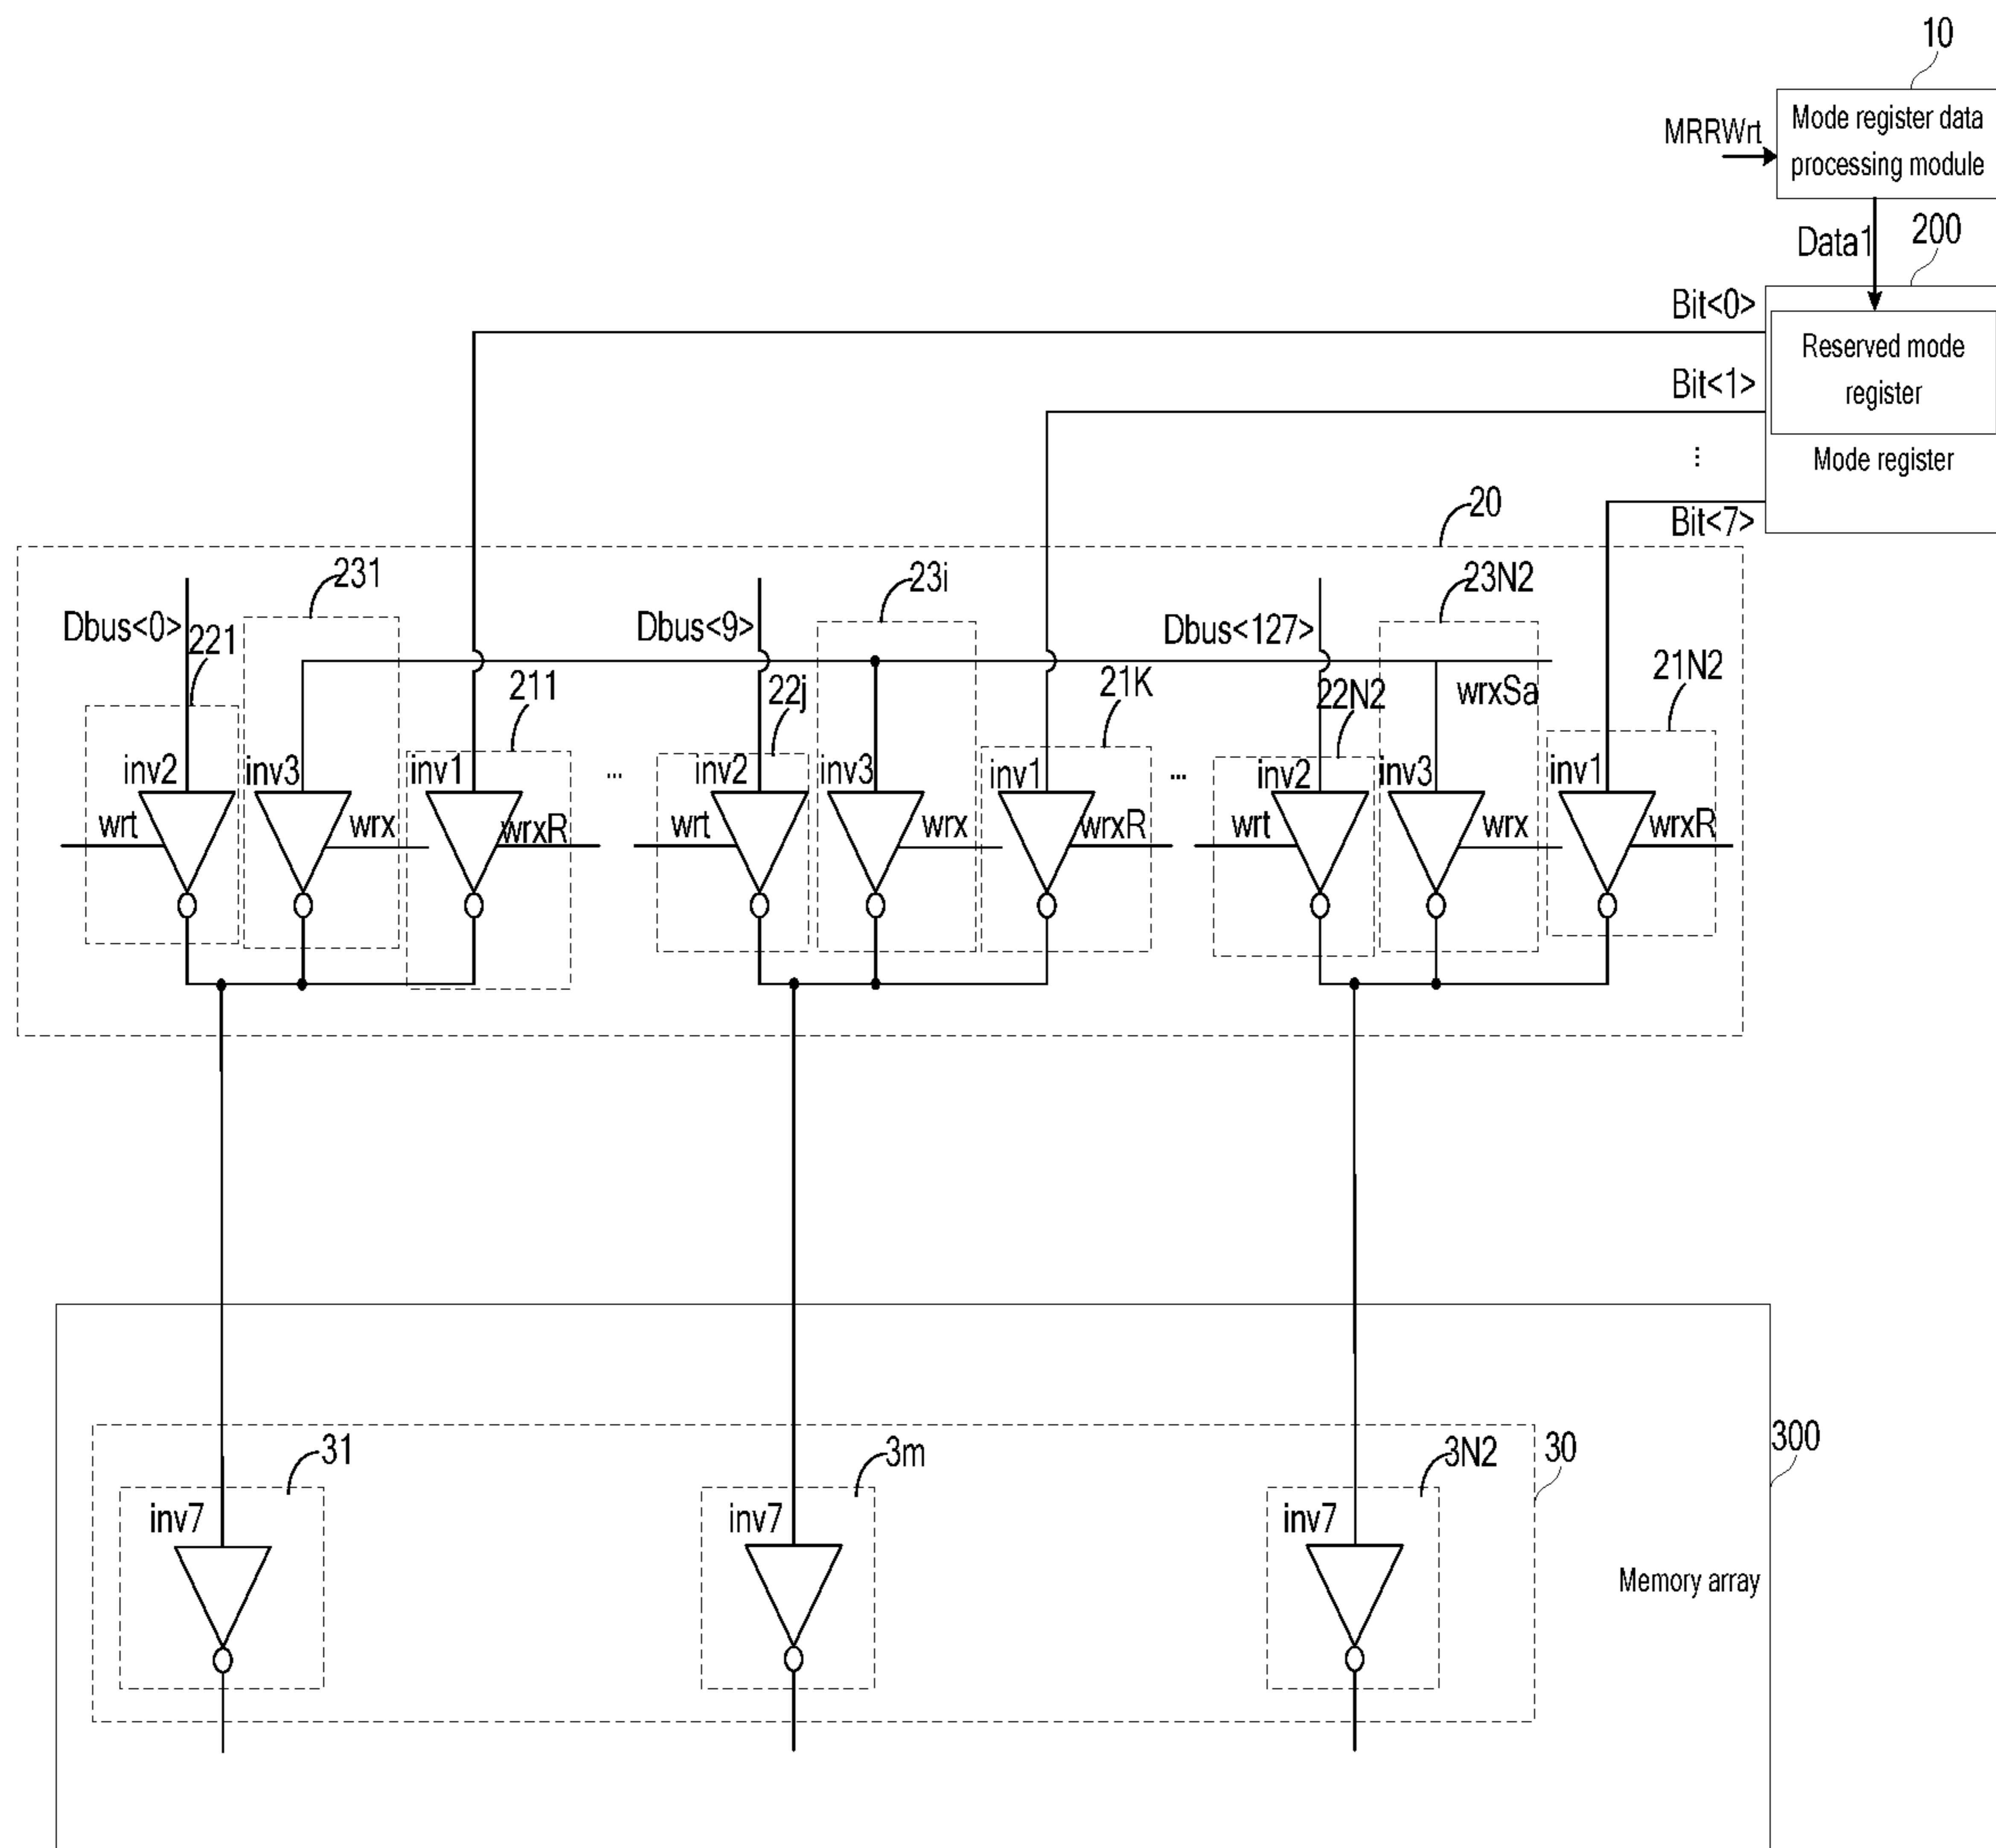 10
MRRWrt
Mode register data
processing module
Data1
200
Bit<0>
Reserved mode
register
Bit<1>
⋮
Mode register
Bit<7>
20
231
23i
23N2
Dbus<0>
221
Dbus<9>
Dbus<127>
211
22j
21K
22N2
wrxSa
21N2
inv2
inv3
inv1
...
inv2
inv3
inv1
...
inv2
inv3
inv1
wrt
wrx
wrxR
wrt
wrx
wrxR
wrt
wrx
wrxR
31
3m
3N2
30
300
inv7
inv7
inv7
Memory array